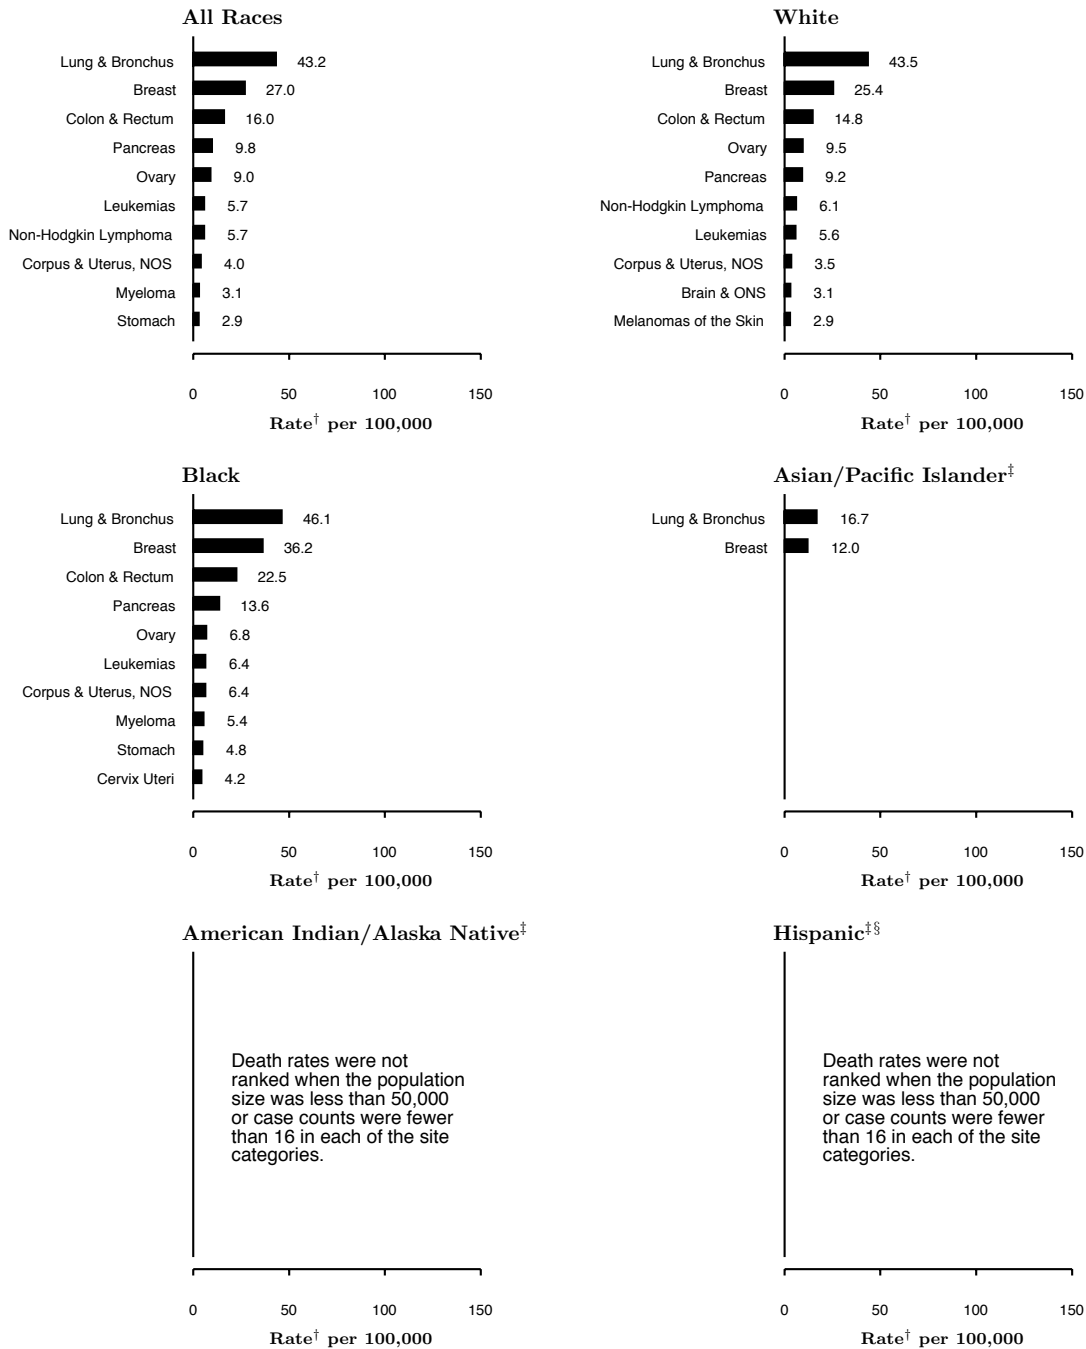 All Races
Lung & Bronchus 43.2
Breast 27.0
Colon & Rectum 16.0
Pancreas 9.8
Ovary 9.0
Leukemias 5.7
Non-Hodgkin Lymphoma 5.7
Corpus & Uterus, NOS 4.0
Myeloma 3.1
Stomach 2.9
0 50 100 150
Rate† per 100,000
White
Lung & Bronchus 43.5
Breast 25.4
Colon & Rectum 14.8
Ovary 9.5
Pancreas 9.2
Non-Hodgkin Lymphoma 6.1
Leukemias 5.6
Corpus & Uterus, NOS 3.5
Brain & ONS 3.1
Melanomas of the Skin 2.9
0 50 100 150
Rate† per 100,000
Black
Lung & Bronchus 46.1
Breast 36.2
Colon & Rectum 22.5
Pancreas 13.6
Ovary 6.8
Leukemias 6.4
Corpus & Uterus, NOS 6.4
Myeloma 5.4
Stomach 4.8
Cervix Uteri 4.2
0 50 100 150
Rate† per 100,000
Asian/Pacific Islander‡
Lung & Bronchus 16.7
Breast 12.0
0 50 100 150
Rate† per 100,000
American Indian/Alaska Native‡
Death rates were not
ranked when the population
size was less than 50,000
or case counts were fewer
than 16 in each of the site
categories.
0 50 100 150
Rate† per 100,000
Hispanic‡§
Death rates were not
ranked when the population
size was less than 50,000
or case counts were fewer
than 16 in each of the site
categories.
0 50 100 150
Rate† per 100,000